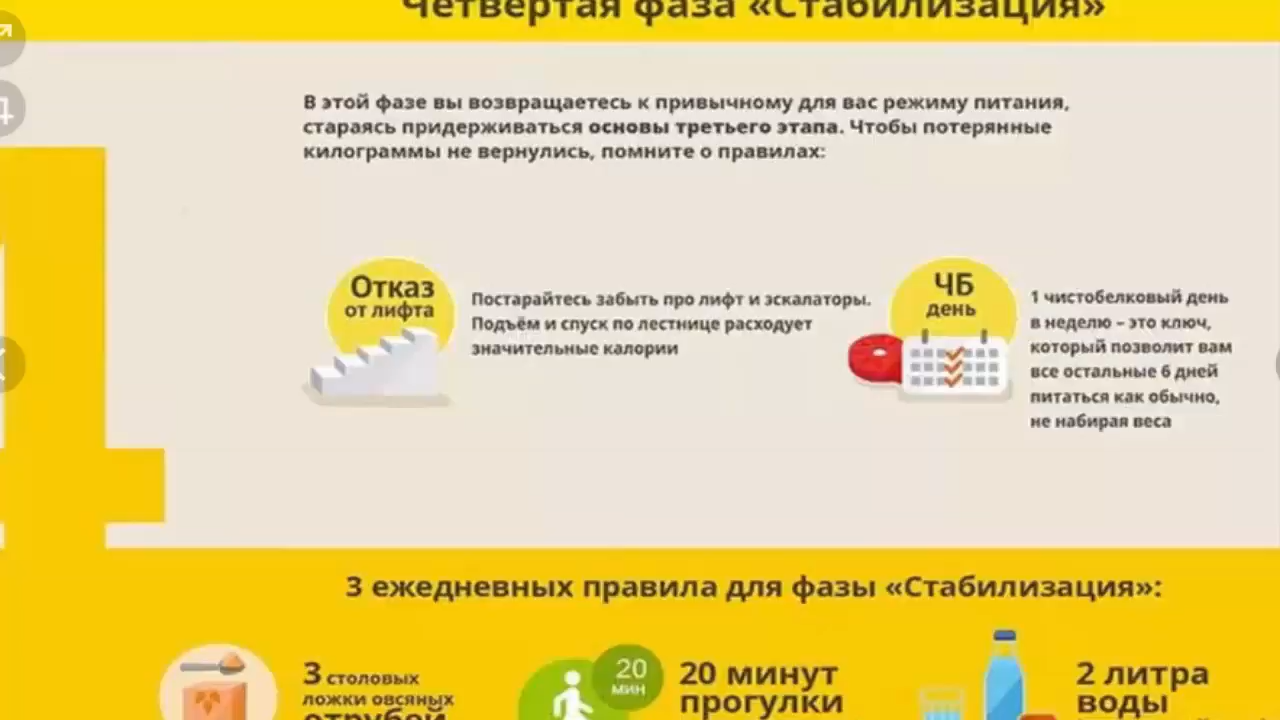 Четвертая фаза «Стабилизация»
В этой фазе вы возвращаетесь к привычному для вас режиму питания,
стараясь придерживаться основы третьего этапа. Чтобы потерянные
килограммы не вернулись, помните о правилах:
Отказ
от лифта
Постарайтесь забыть про лифт и эскалаторы.
Подъём и спуск по лестнице расходует
значительные калории
ЧБ
день
1 чистобелковый день
в неделю – это ключ,
который позволит вам
все остальные 6 дней
питаться как обычно,
не набирая веса
4
3 ежедневных правила для фазы «Стабилизация»:
3 столовых
ложки овсяных
отрубей
20
мин
20 минут
прогулки
2 литра
воды